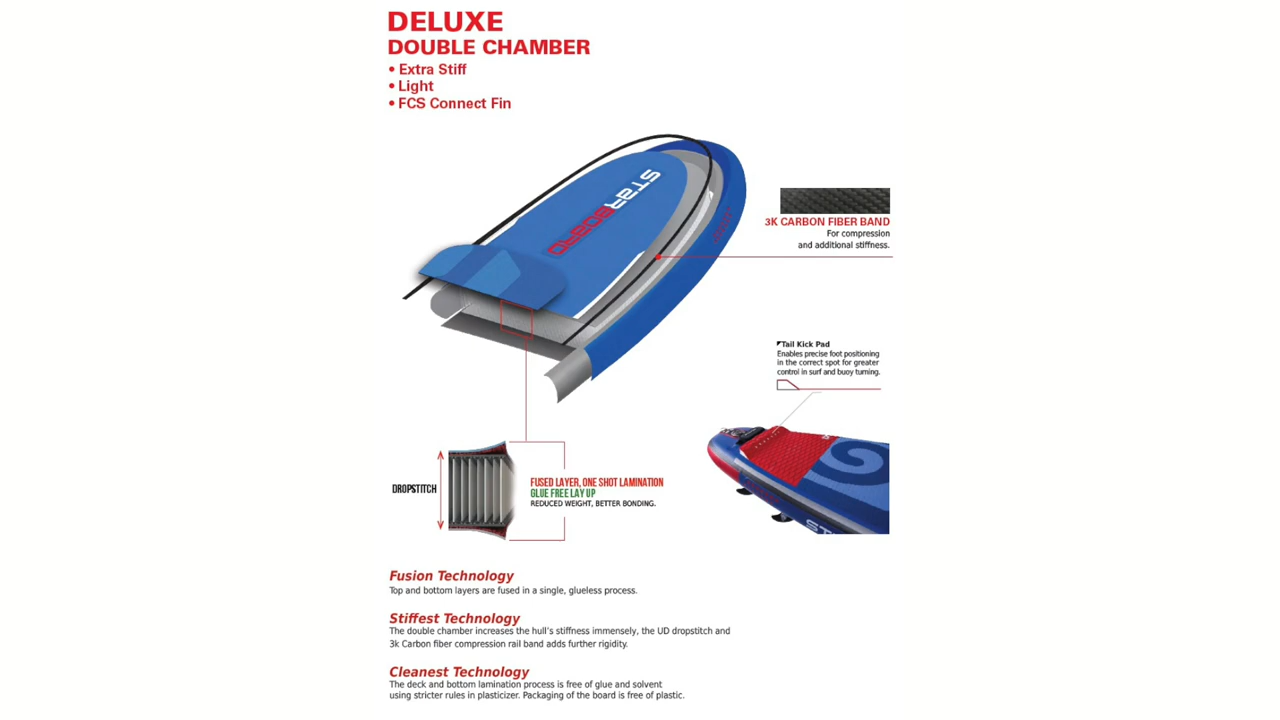 DELUXE
DOUBLE CHAMBER
• Extra Stiff
• Light
• FCS Connect Fin
STARBOARD
3K CARBON FIBER BAND
For compression
and additional stiffness.
Tail Kick Pad
Enables precise foot positioning
in the correct spot for greater
control in surf and buoy turning.
DROPSTITCH
FUSED LAYER, ONE SHOT LAMINATION
GLUE FREE LAY UP
REDUCED WEIGHT, BETTER BONDING.
Fusion Technology
Top and bottom layers are fused in a single, glueless process.
Stiffest Technology
The double chamber increases the hull's stiffness immensely, the UD dropstitch and
3k Carbon fiber compression rail band adds further rigidity.
Cleanest Technology
The deck and bottom lamination process is free of glue and solvent
using stricter rules in plasticizer. Packaging of the board is free of plastic.